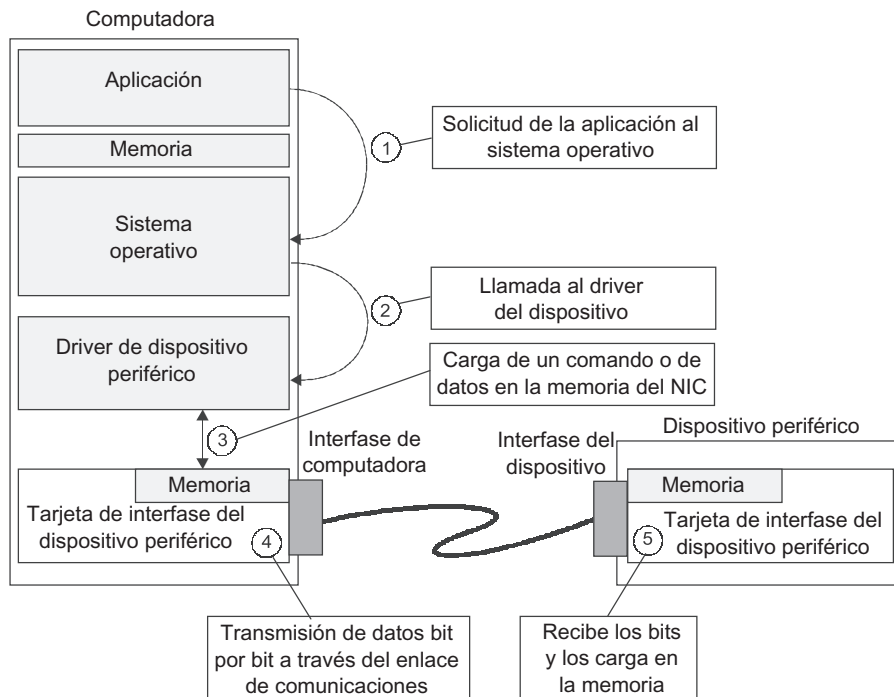 Computadora
Aplicación
Memoria
Sistema
operativo
Driver de dispositivo
periférico
Memoria
Tarjeta de interfase del
dispositivo periférico
1
Solicitud de la aplicación al
sistema operativo
2
Llamada al driver
del dispositivo
3
Carga de un comando o de
datos en la memoria del NIC
Interfase de
computadora
Interfase del
dispositivo
Dispositivo periférico
Memoria
Tarjeta de interfase del
dispositivo periférico
4
5
Transmisión de datos bit
por bit a través del enlace
de comunicaciones
Recibe los bits
y los carga en
la memoria